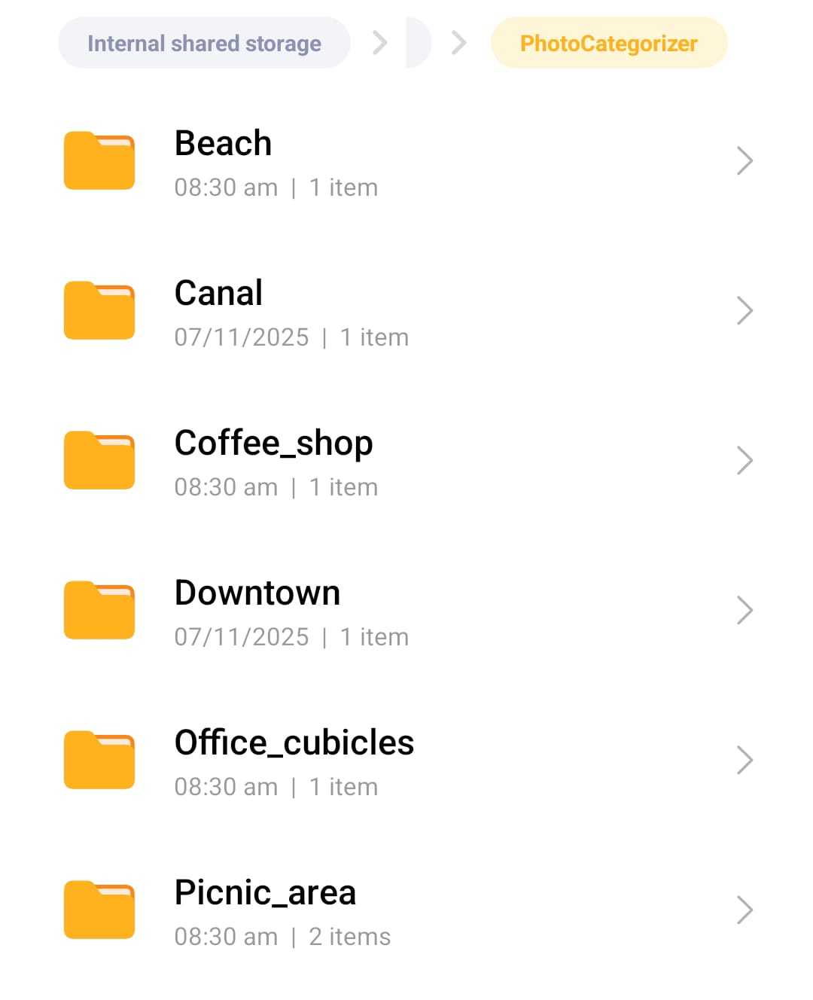 Internal shared storage PhotoCategorizer
Beach
08:30 am | 1 item
Canal
07/11/2025 | 1 item
Coffee_shop
08:30 am | 1 item
Downtown
07/11/2025 | 1 item
Office_cubicles
08:30 am | 1 item
Picnic_area
08:30 am | 2 items